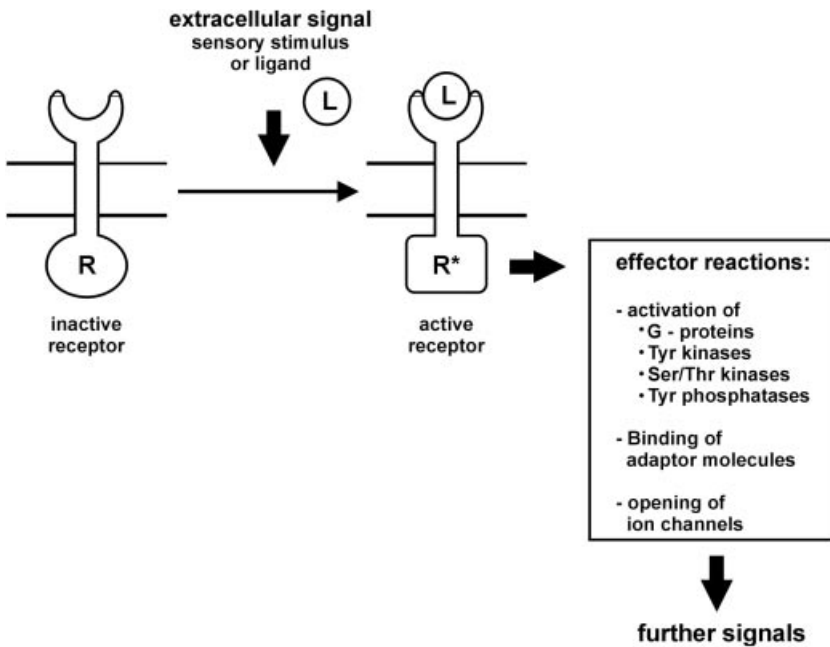 extracellular signal
sensory stimulus
or ligand
L
L
R
R*
inactive
receptor
active
receptor
effector reactions:
- activation of
• G - proteins
• Tyr kinases
• Ser/Thr kinases
• Tyr phosphatases
- Binding of
adaptor molecules
- opening of
ion channels
further signals